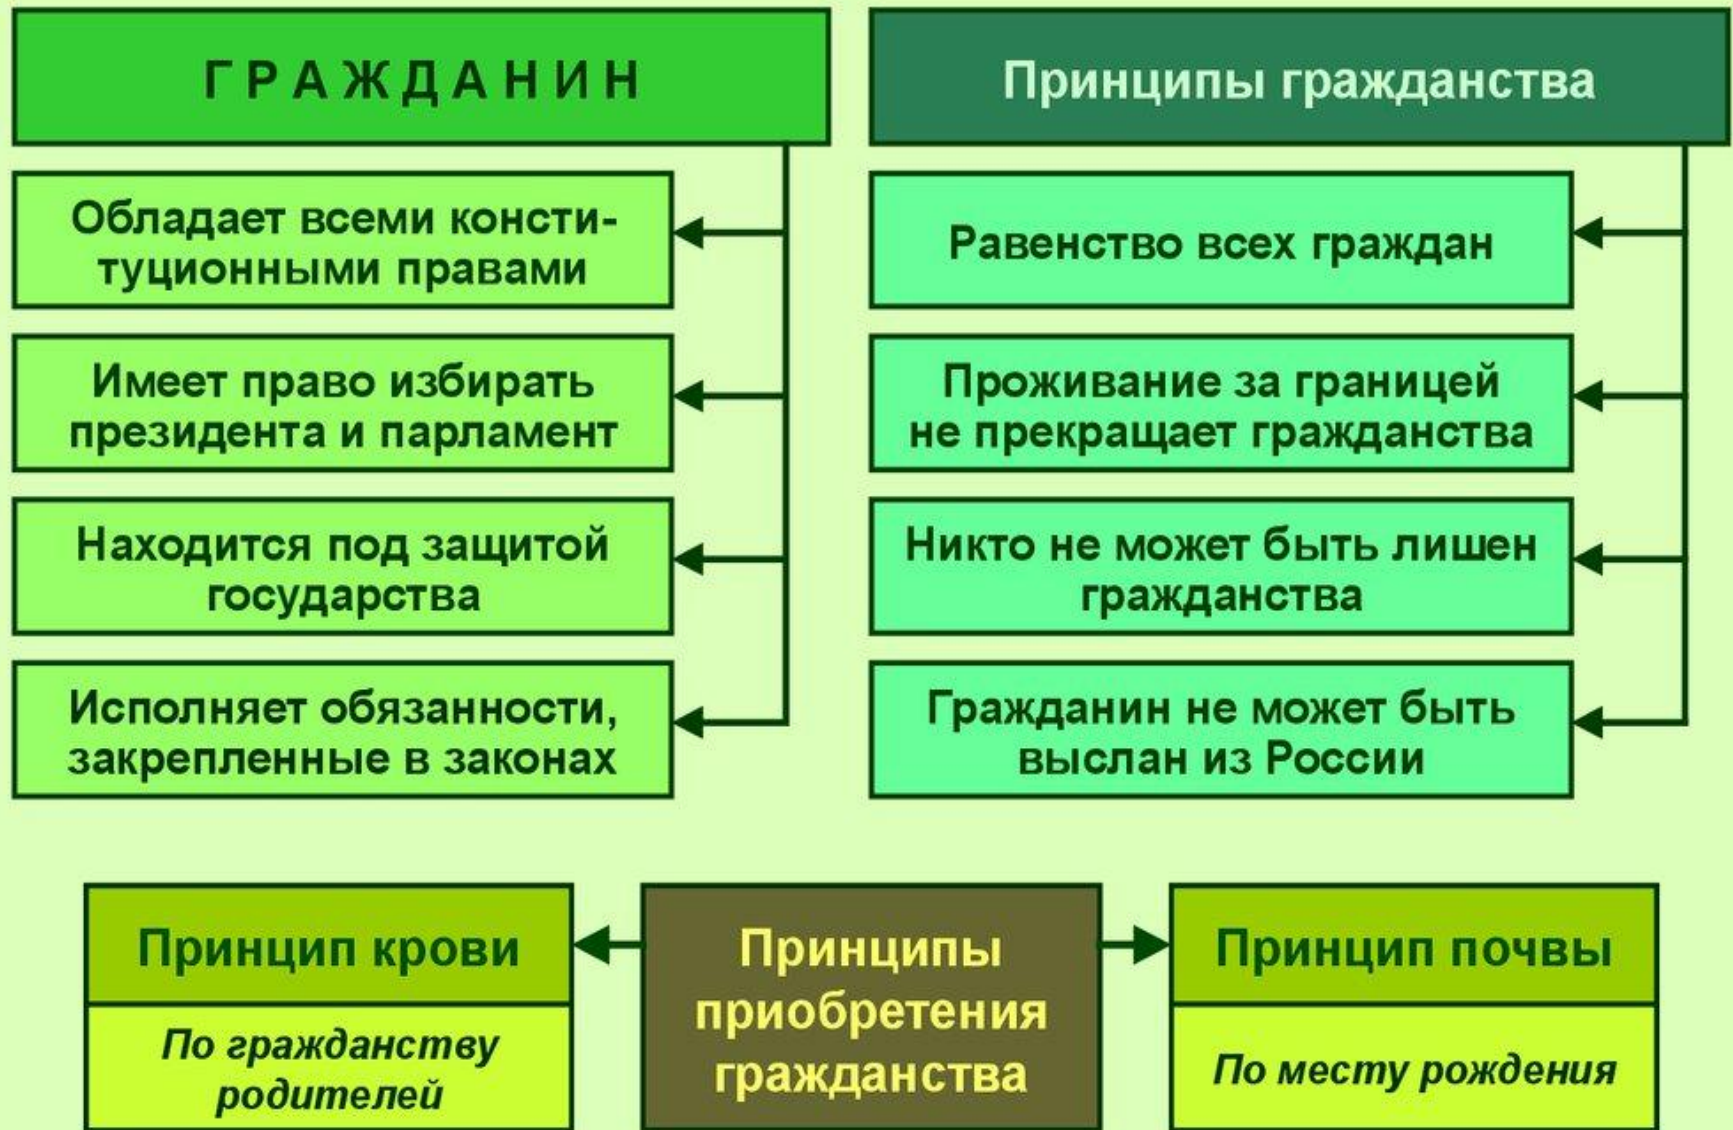 ГРАЖДАНИН
Обладает всеми консти-
туционными правами
Имеет право избирать
президента и парламент
Находится под защитой
государства
Исполняет обязанности,
закрепленные в законах
Принципы гражданства
Равенство всех граждан
Проживание за границей
не прекращает гражданства
Никто не может быть лишен
гражданства
Гражданин не может быть
выслан из России
Принцип крови
По гражданству
родителей
Принципы
приобретения
гражданства
Принцип почвы
По месту рождения